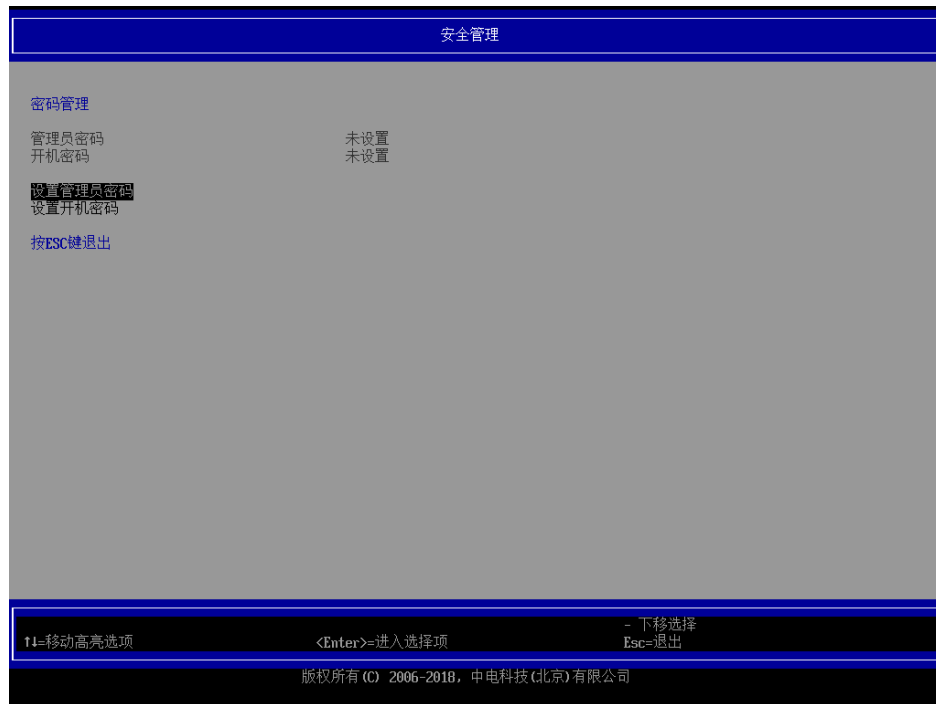 安全管理
密码管理
管理员密码 未设置
开机密码 未设置
设置管理员密码
设置开机密码
按ESC键退出
- 下移选择
↑↓=移动高亮选项 <Enter>=进入选择项 Esc=退出
版权所有(C) 2006-2018, 中电科技(北京)有限公司